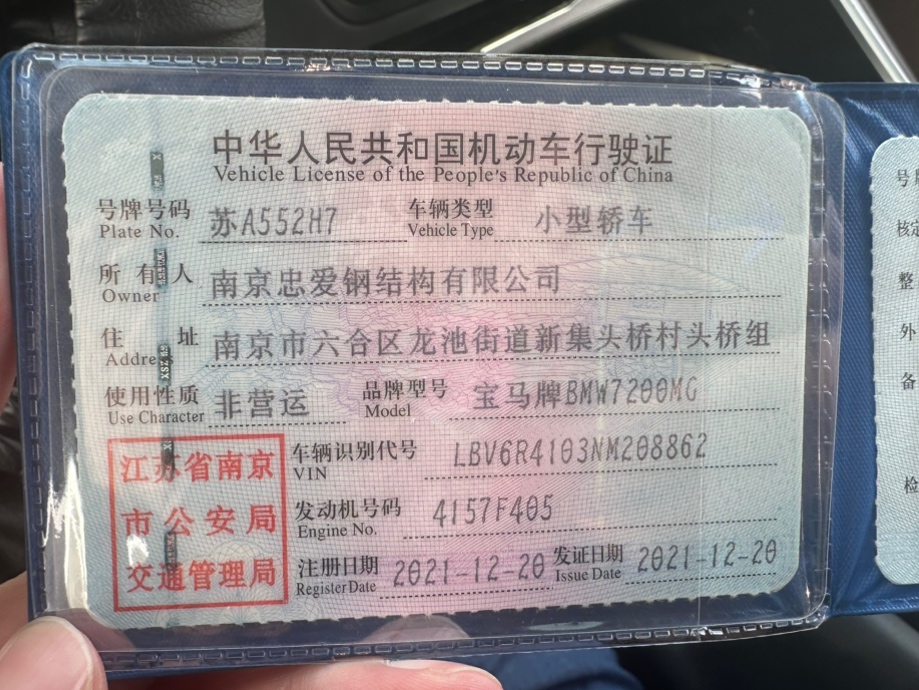 中华人民共和国机动车行驶证
Vehicle License of the People's Republic of China
号牌号码 苏A552H7 车辆类型 小型轿车
Plate No. Vehicle Type
所有人 南京忠爱钢结构有限公司
Owner
住址 南京市六合区龙池街道新集头桥村头桥组
Address
使用性质 非营运 品牌型号 宝马牌BMW7200MG
Use Character Model
江苏省南京
市公安局
交通管理局
车辆识别代号 LBV6R4103NM208862
VIN
发动机号码 4157F405
Engine No.
注册日期 2021-12-20 发证日期 2021-12-20
Register Date Issue Date
号
核
整
外
备
检